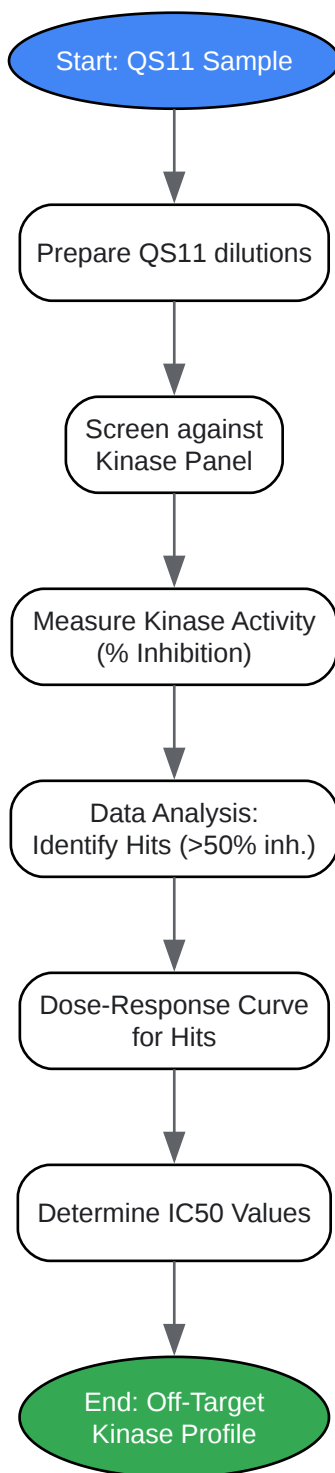 Start: QS11 Sample
Prepare QS11 dilutions
Screen against
Kinase Panel
Measure Kinase Activity
(% Inhibition)
Data Analysis:
Identify Hits (>50% inh.)
Dose-Response Curve
for Hits
Determine IC50 Values
End: Off-Target
Kinase Profile